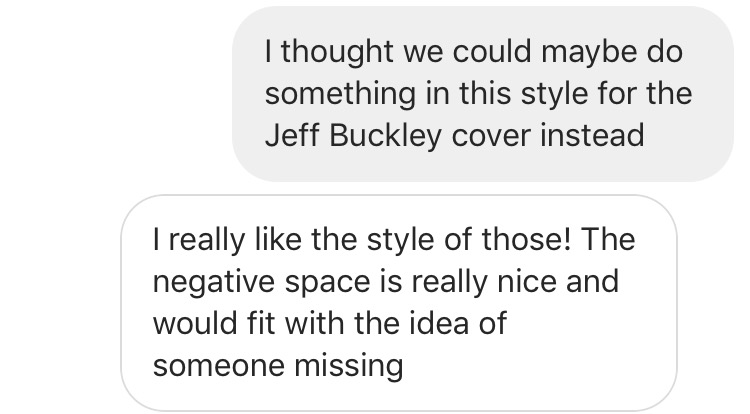 I thought we could maybe do
something in this style for the
Jeff Buckley cover instead
I really like the style of those! The
negative space is really nice and
would fit with the idea of
someone missing